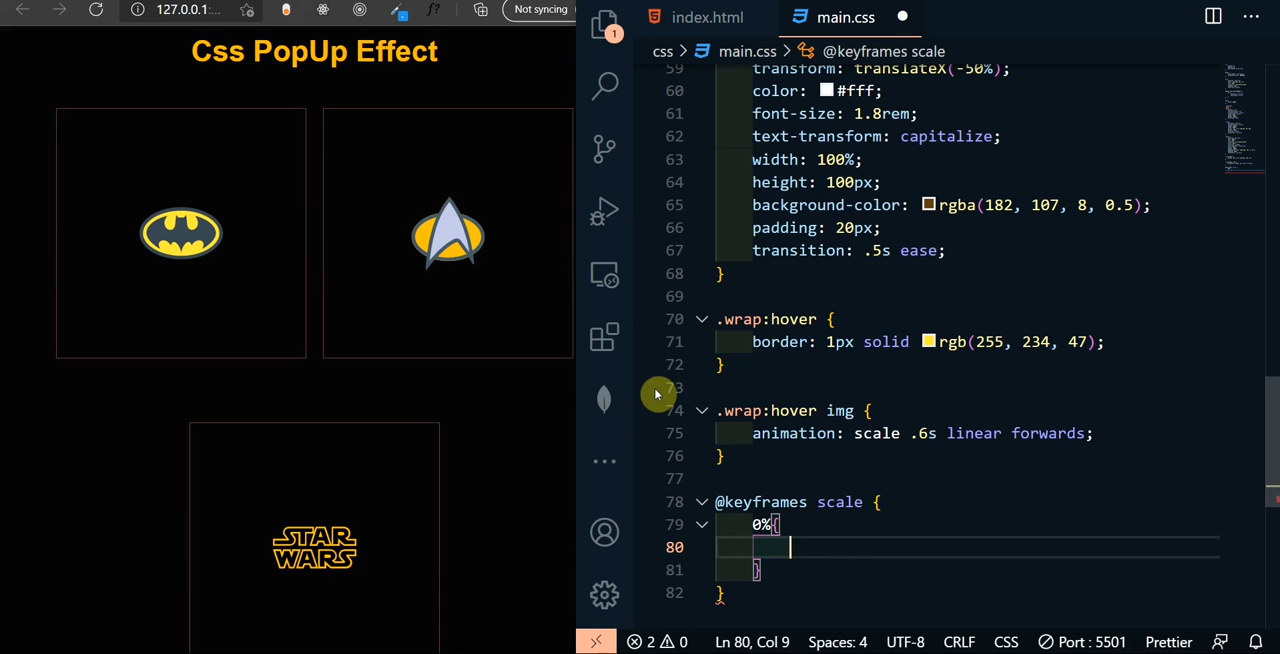 127.0.0.1:...
f?
Not syncing
Css PopUp Effect
STAR
WARS
1
index.html
main.css
css > main.css > @keyframes scale
59 transform: translateX(-50%);
60 color: #fff;
61 font-size: 1.8rem;
62 text-transform: capitalize;
63 width: 100%;
64 height: 100px;
65 background-color: rgba(182, 107, 8, 0.5);
66 padding: 20px;
67 transition: .5s ease;
68 }
69
70 .wrap:hover {
71 border: 1px solid rgb(255, 234, 47);
72 }
73
74 .wrap:hover img {
75 animation: scale .6s linear forwards;
76 }
77
78 @keyframes scale {
79 0%{
80
81 }
82 }
2 0 Ln 80, Col 9 Spaces: 4 UTF-8 CRLF CSS Port : 5501 Prettier